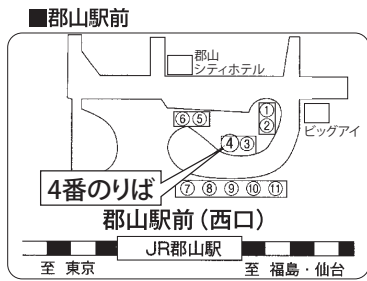 ■郡山駅前
郡山
シティホテル
①
②
ビッグアイ
⑥⑤
④③
⑦⑧⑨⑩⑪
4番のりば
郡山駅前(西口)
JR郡山駅
至 東京
至 福島・仙台